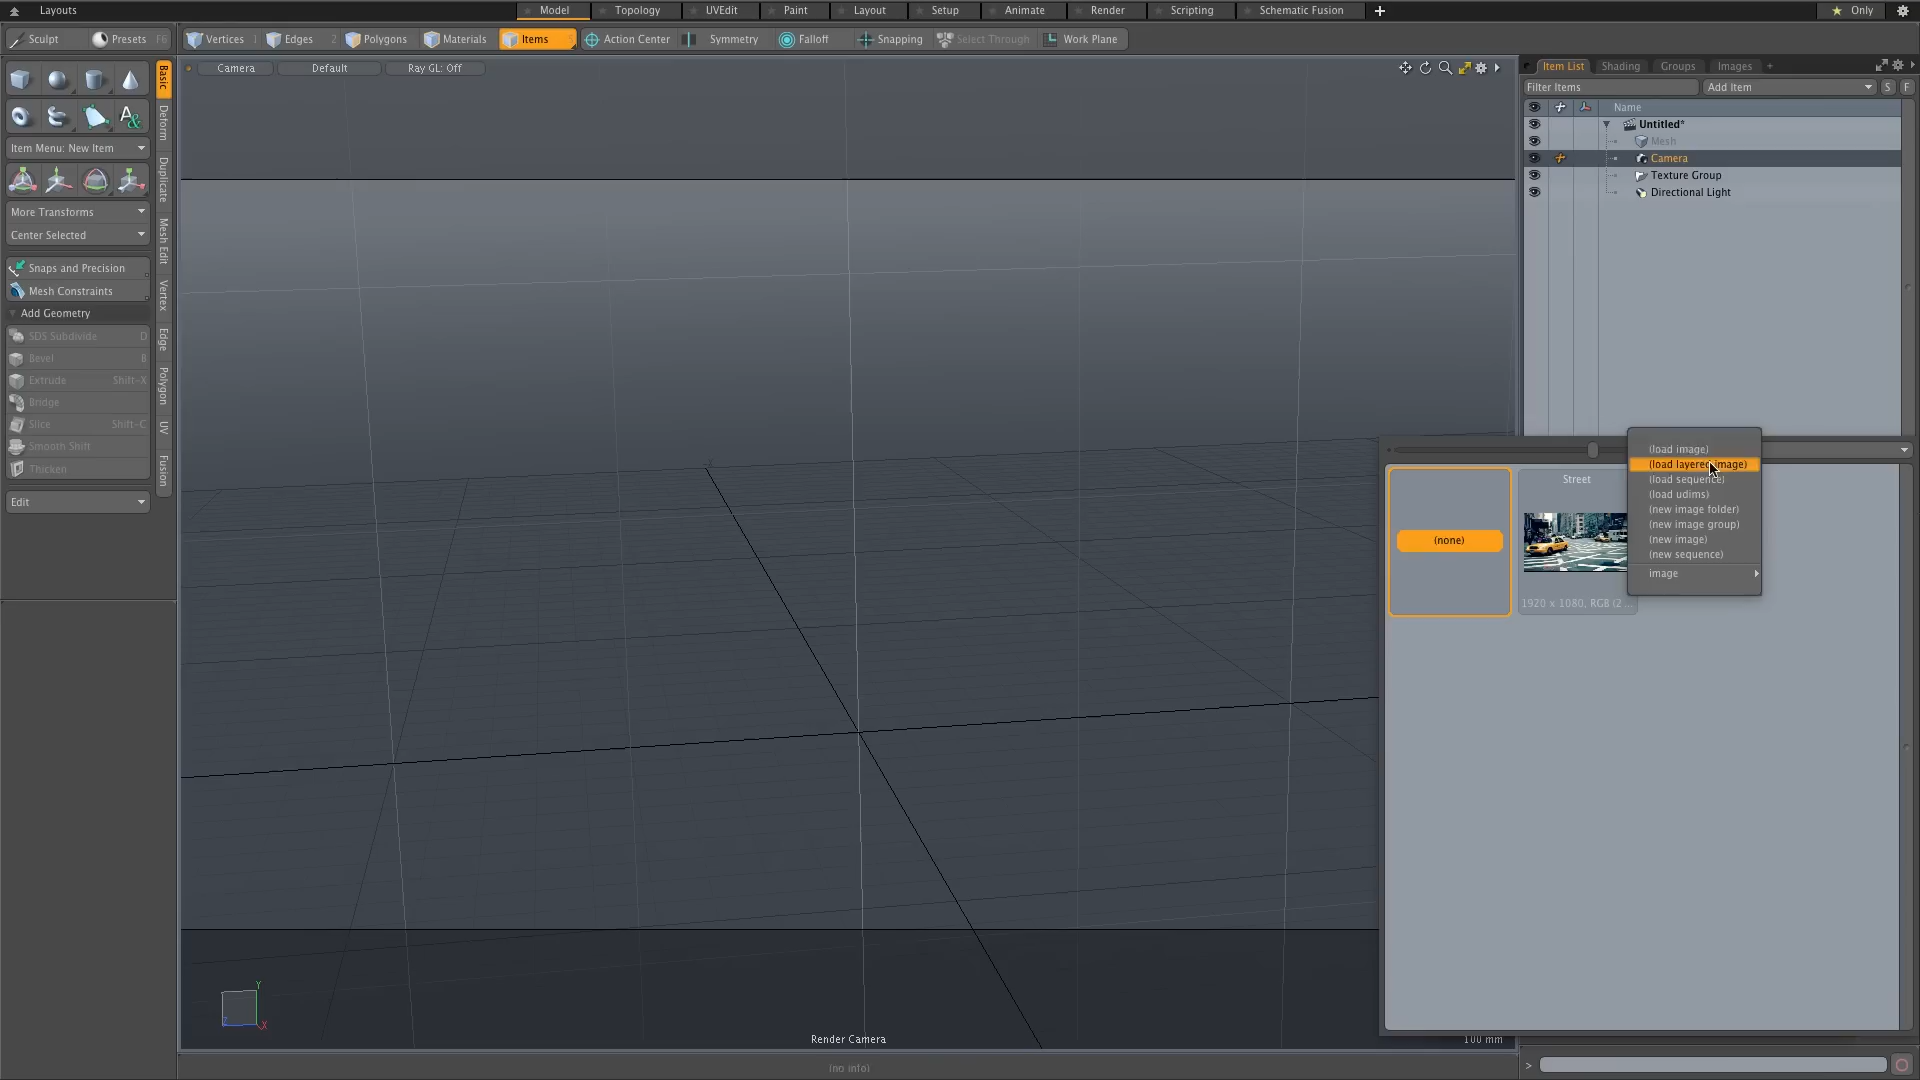 Layouts
Model
Topology
UVEdit
Paint
Layout
Setup
Animate
Render
Scripting
Schematic Fusion
+
Only
Sculpt
Presets F6
Vertices 1
Edges 2
Polygons
Materials
Items 5
Action Center
Symmetry
Falloff
Snapping
Select Through
Work Plane
Camera
Default
Ray GL: Off
Item List
Shading
Groups
Images
+
Filter Items
Add Item
S
F
Name
Untitled*
Mesh
Camera
Texture Group
Directional Light
Item Menu: New Item
More Transforms
Center Selected
Snaps and Precision
Mesh Constraints
Add Geometry
SDS Subdivide D
Bevel B
Extrude Shift-X
Bridge
Slice Shift-C
Smooth Shift
Thicken
Edit
Basic
Deform
Duplicate
Mesh Edit
Vertex
Edge
Polygon
UV
Fusion
(load image)
(load layered image)
(load sequence)
(load udims)
(new image folder)
(new image group)
(new image)
(new sequence)
image
(none)
Street
1920 x 1080, RGB (2 ...
Y
Z
X
Render Camera
100 mm
(no info)
>